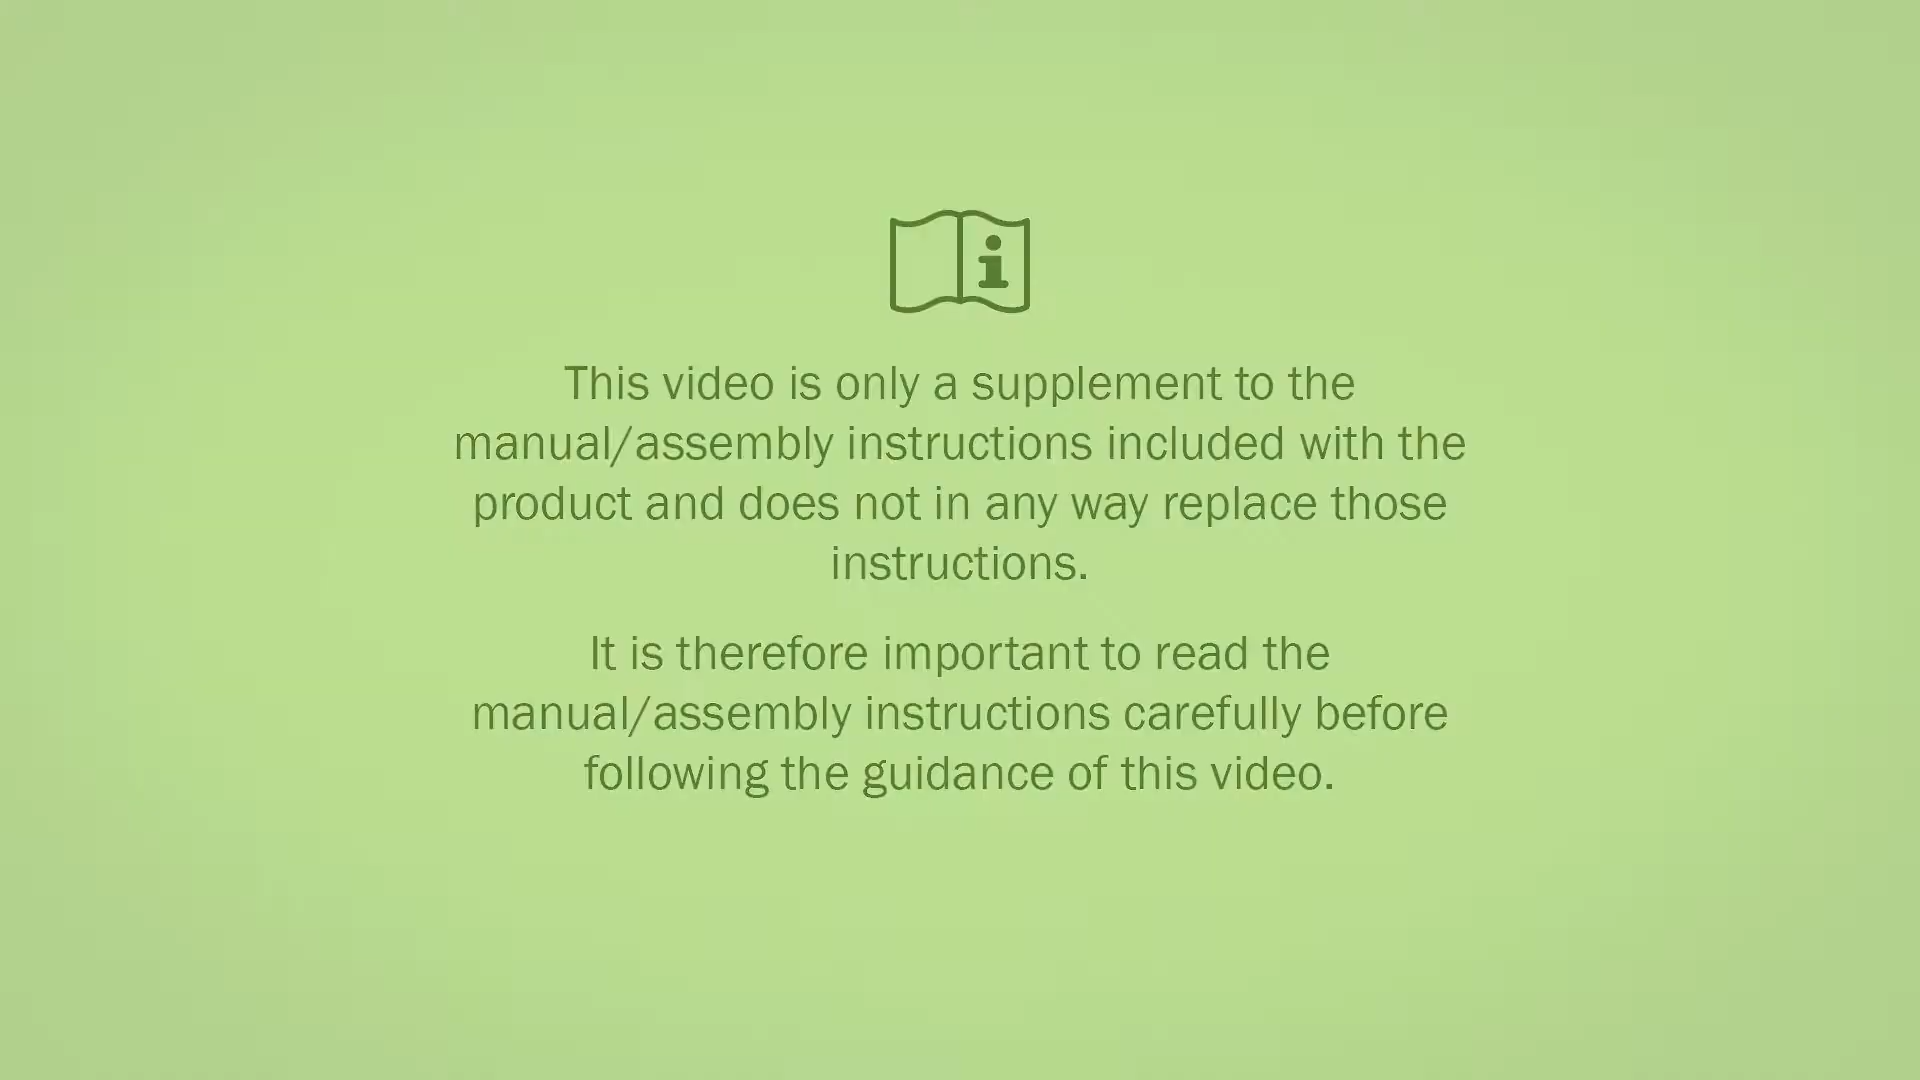 This video is only a supplement to the
manual/assembly instructions included with the
product and does not in any way replace those
instructions.
It is therefore important to read the
manual/assembly instructions carefully before
following the guidance of this video.